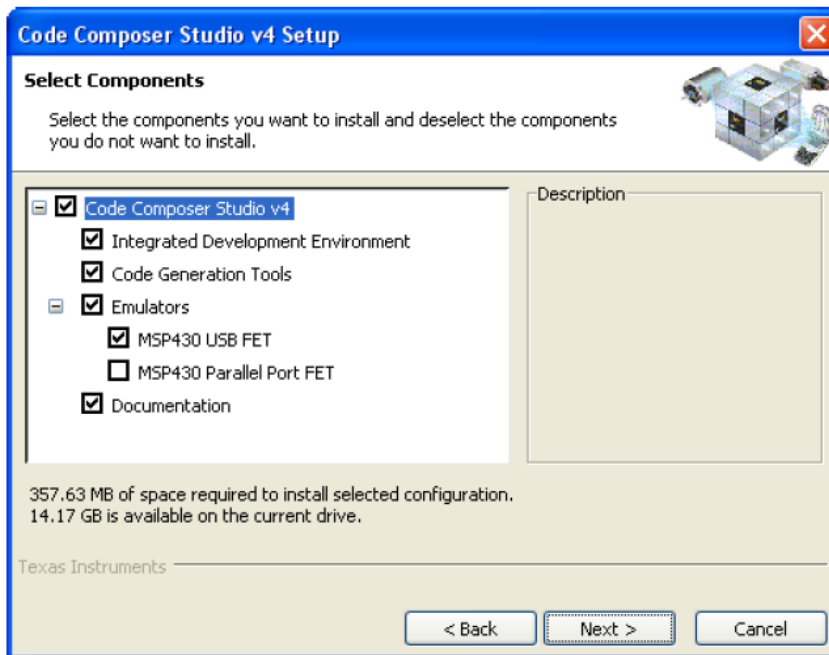 Code Composer Studio v4 Setup
Select Components
Select the components you want to install and deselect the components
you do not want to install.
Code Composer Studio v4
Integrated Development Environment
Code Generation Tools
Emulators
MSP430 USB FET
MSP430 Parallel Port FET
Documentation
Description
357.63 MB of space required to install selected configuration.
14.17 GB is available on the current drive.
Texas Instruments
< Back
Next >
Cancel